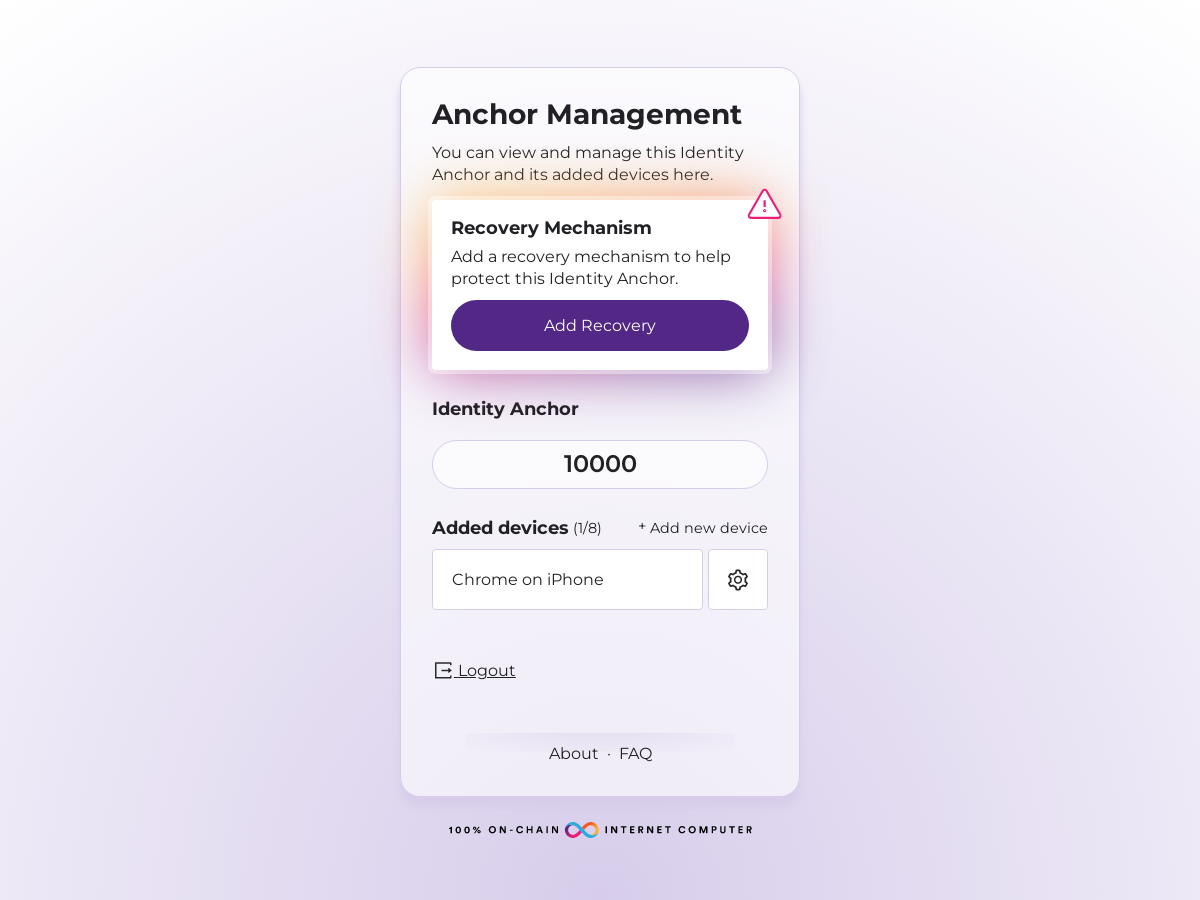 Anchor Management
You can view and manage this Identity
Anchor and its added devices here.
Recovery Mechanism
Add a recovery mechanism to help
protect this Identity Anchor.
Add Recovery
Identity Anchor
10000
Added devices (1/8) + Add new device
Chrome on iPhone
Logout
About · FAQ
100% ON-CHAIN INTERNET COMPUTER